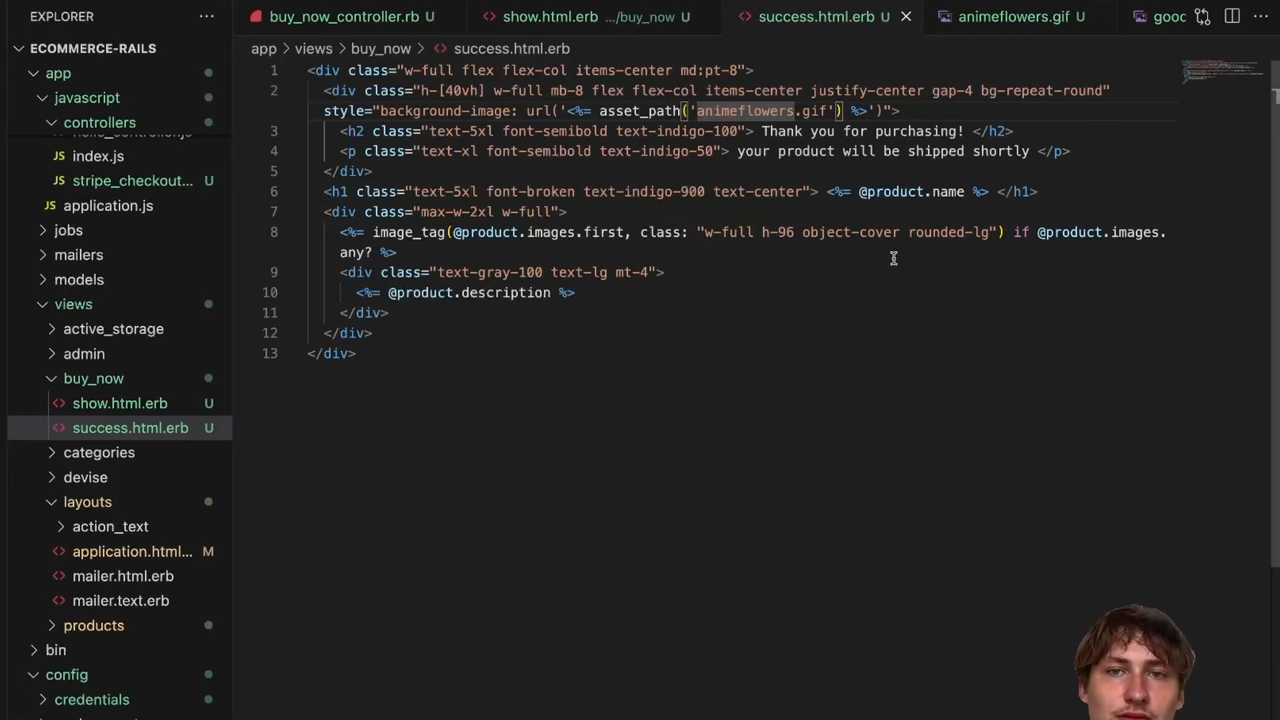 EXPLORER
buy_now_controller.rb U
show.html.erb .../buy_now U
success.html.erb U
animeflowers.gif U
ECOMMERCE-RAILS
app
javascript
controllers
index.js
stripe_checkout... U
application.js
jobs
mailers
models
views
active_storage
admin
buy_now
show.html.erb U
success.html.erb U
categories
devise
layouts
action_text
application.html... M
mailer.html.erb
mailer.text.erb
products
bin
config
credentials
app > views > buy_now > success.html.erb
1 <div class="w-full flex flex-col items-center md:pt-8">
2 <div class="h-[40vh] w-full mb-8 flex flex-col items-center justify-center gap-4 bg-repeat-round"
style="background-image: url('<%= asset_path('animeflowers.gif') %>')">
3 <h2 class="text-5xl font-semibold text-indigo-100"> Thank you for purchasing! </h2>
4 <p class="text-xl font-semibold text-indigo-50"> your product will be shipped shortly </p>
5 </div>
6 <h1 class="text-5xl font-broken text-indigo-900 text-center"> <%= @product.name %> </h1>
7 <div class="max-w-2xl w-full">
8 <%= image_tag(@product.images.first, class: "w-full h-96 object-cover rounded-lg") if @product.images.
any? %>
9 <div class="text-gray-100 text-lg mt-4">
10 <%= @product.description %>
11 </div>
12 </div>
13 </div>